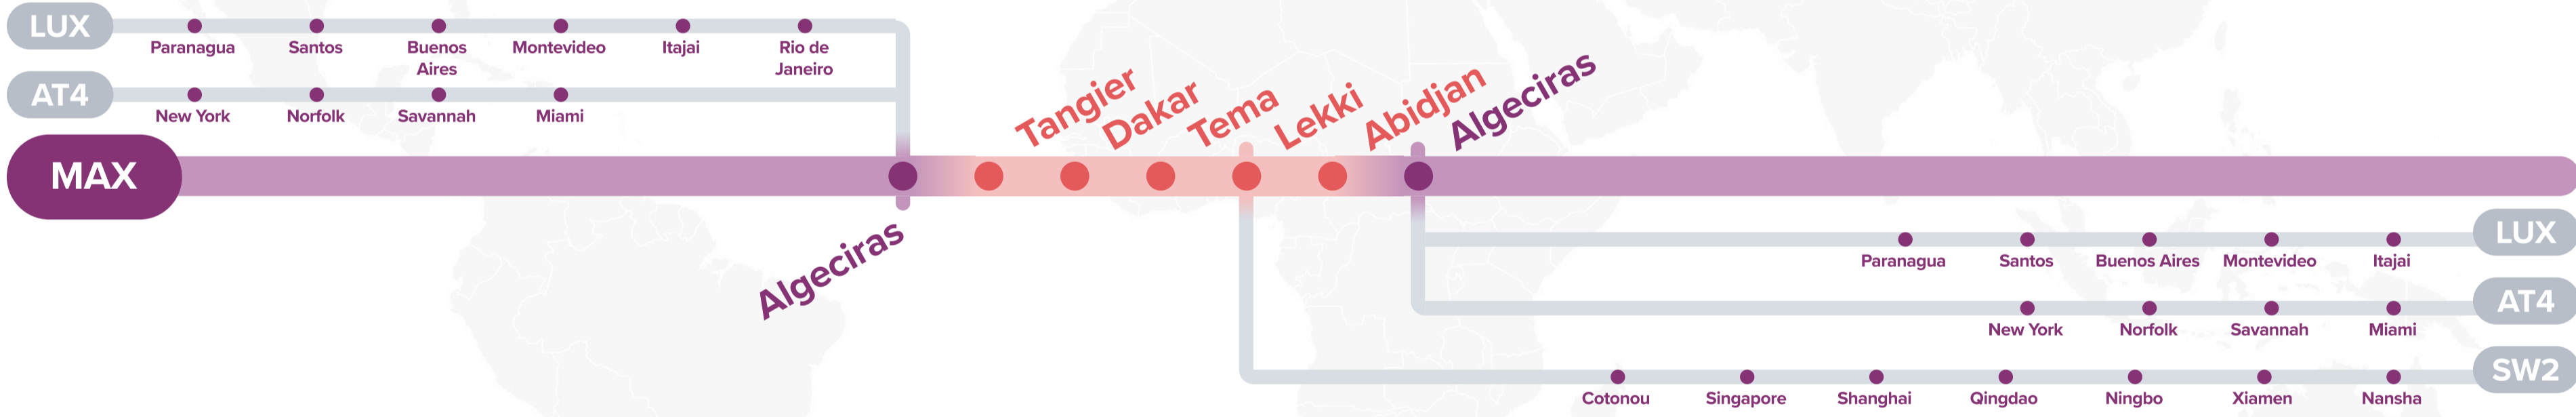 LUX
Paranagua
Santos
Buenos
Aires
Montevideo
Itajai
Rio de
Janeiro
AT4
New York
Norfolk
Savannah
Miami
MAX
Algeciras
Tangier
Dakar
Tema
Lekki
Abidjan
Algeciras
LUX
Paranagua
Santos
Buenos Aires
Montevideo
Itajai
AT4
New York
Norfolk
Savannah
Miami
SW2
Cotonou
Singapore
Shanghai
Qingdao
Ningbo
Xiamen
Nansha